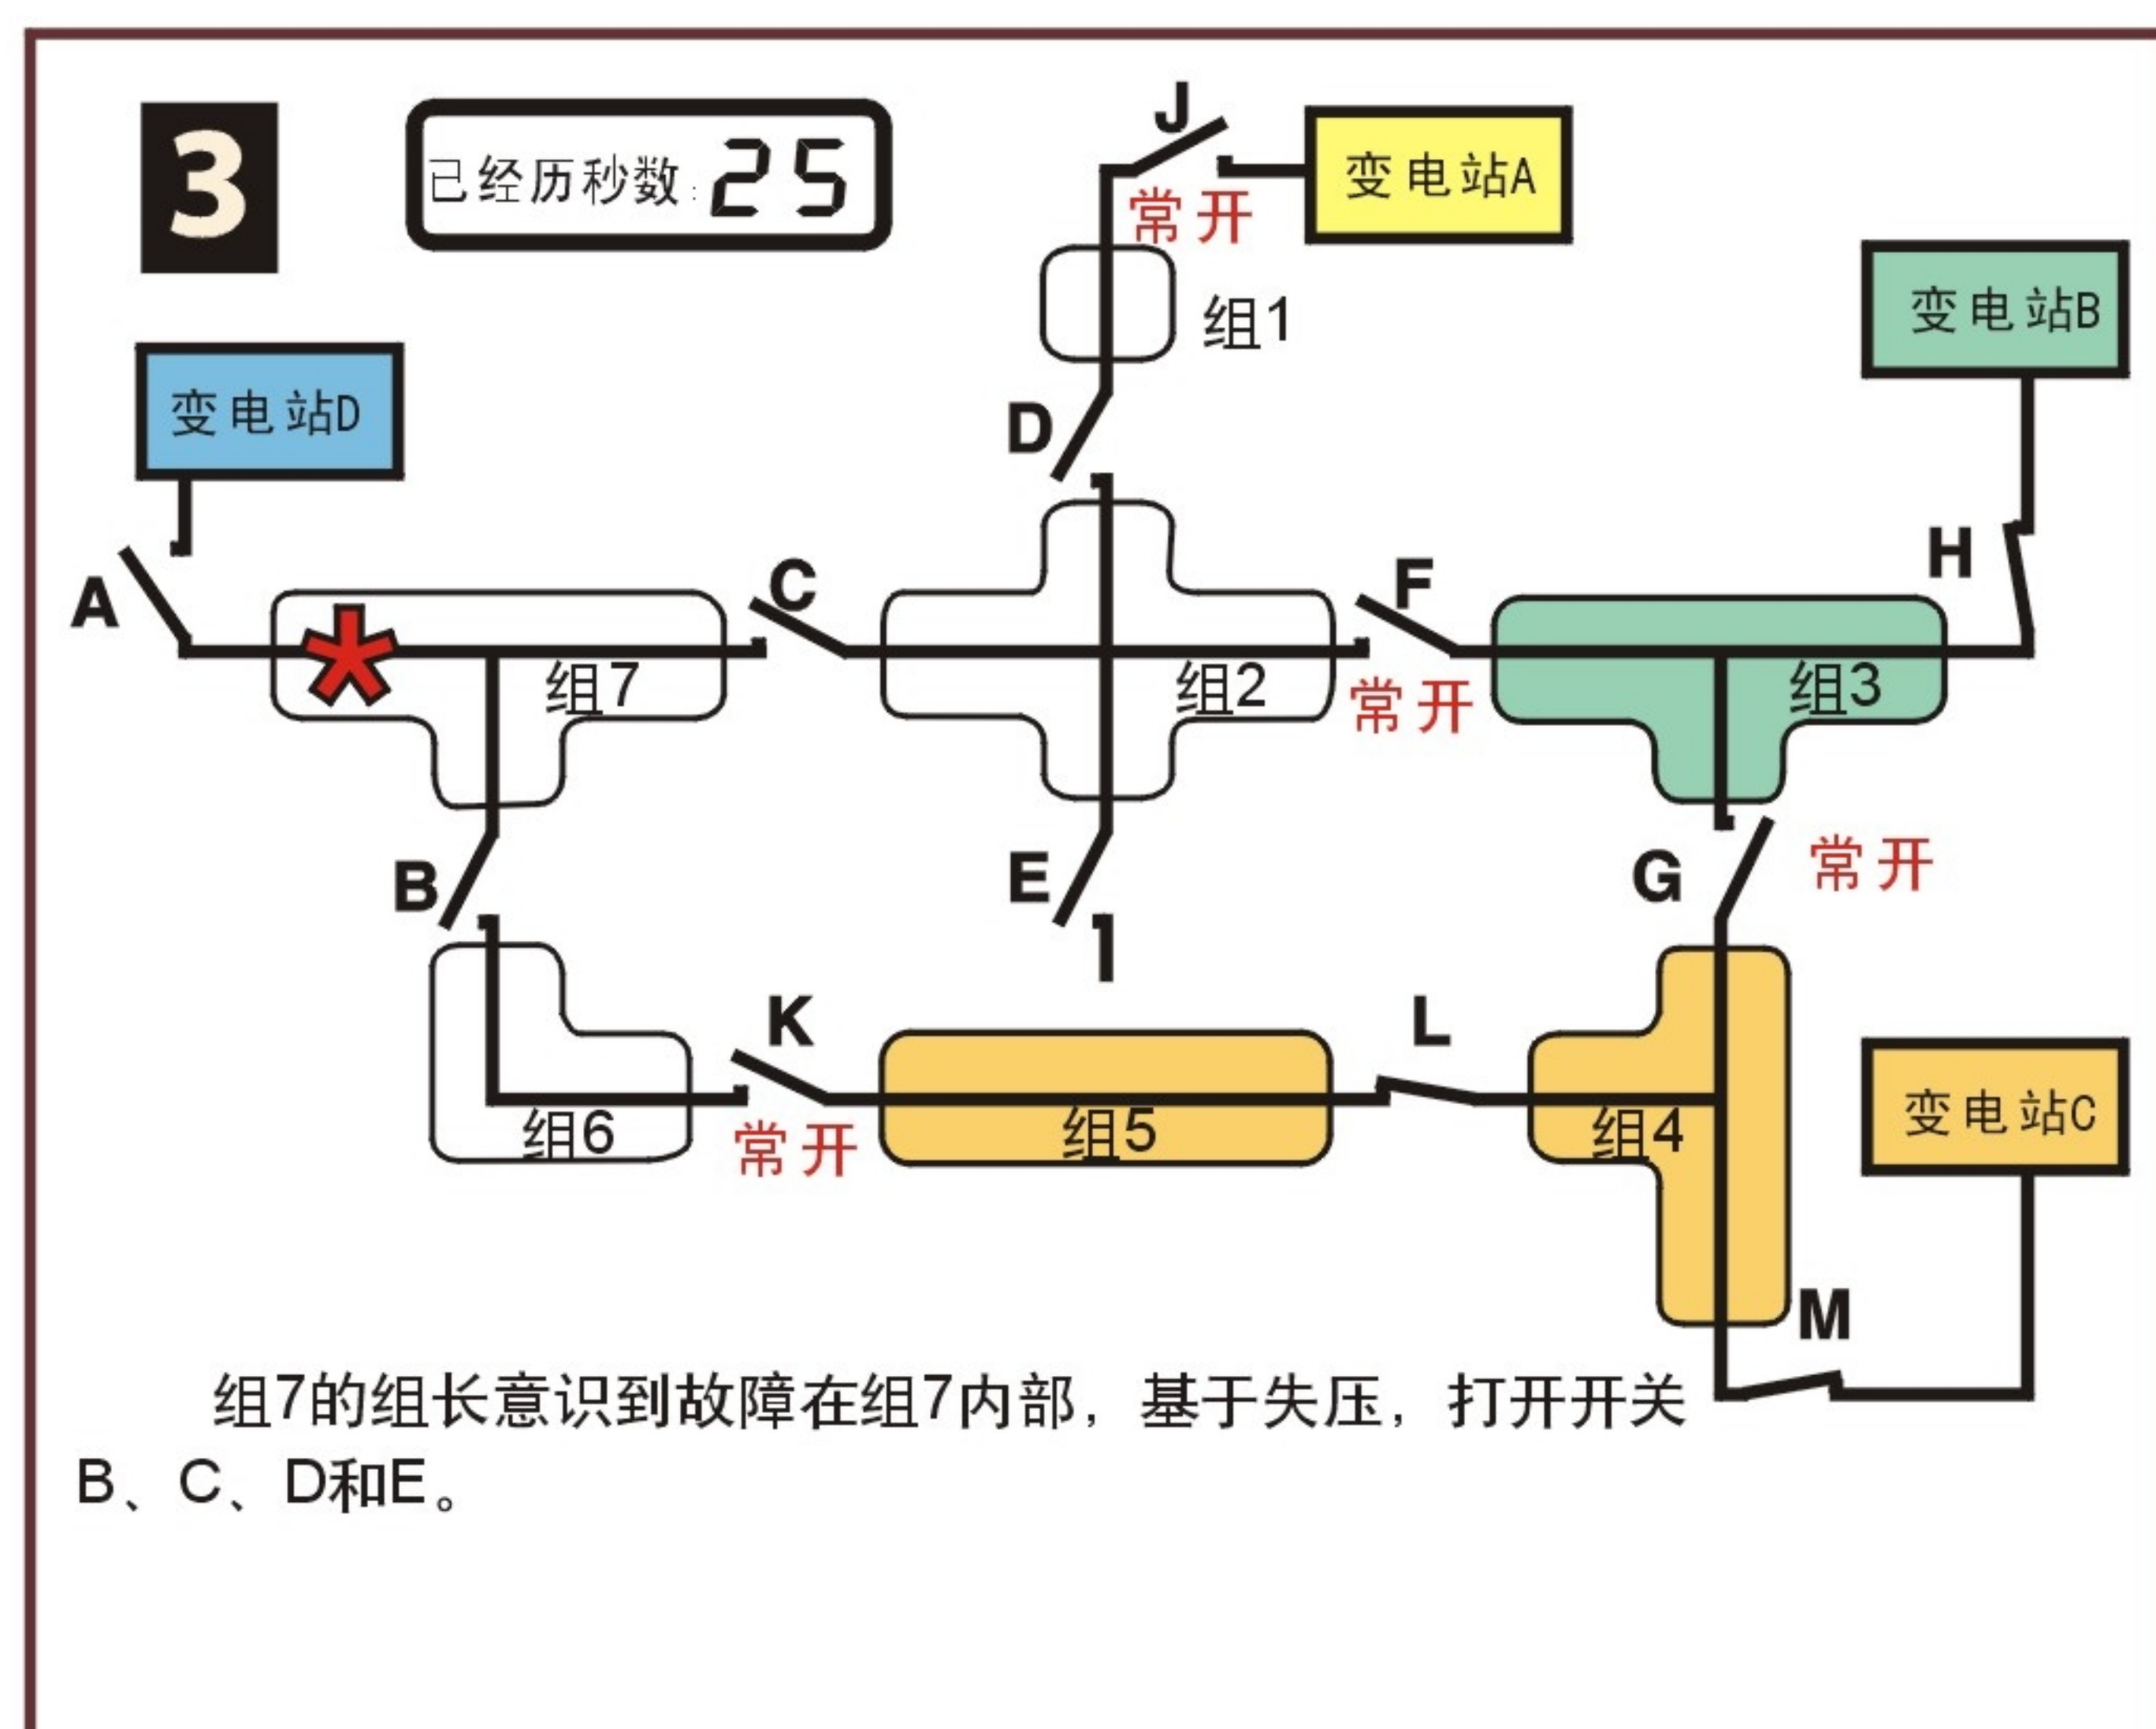 3
已经历秒数: 25
J
变电站A
常开
组1
变电站B
变电站D
D
H
A
C
F
组7
组2
常开
组3
B
E
G
常开
K
L
组6
常开
组5
组4
变电站C
M
组7的组长意识到故障在组7内部，基于失压，打开开关
B、C、D和E。